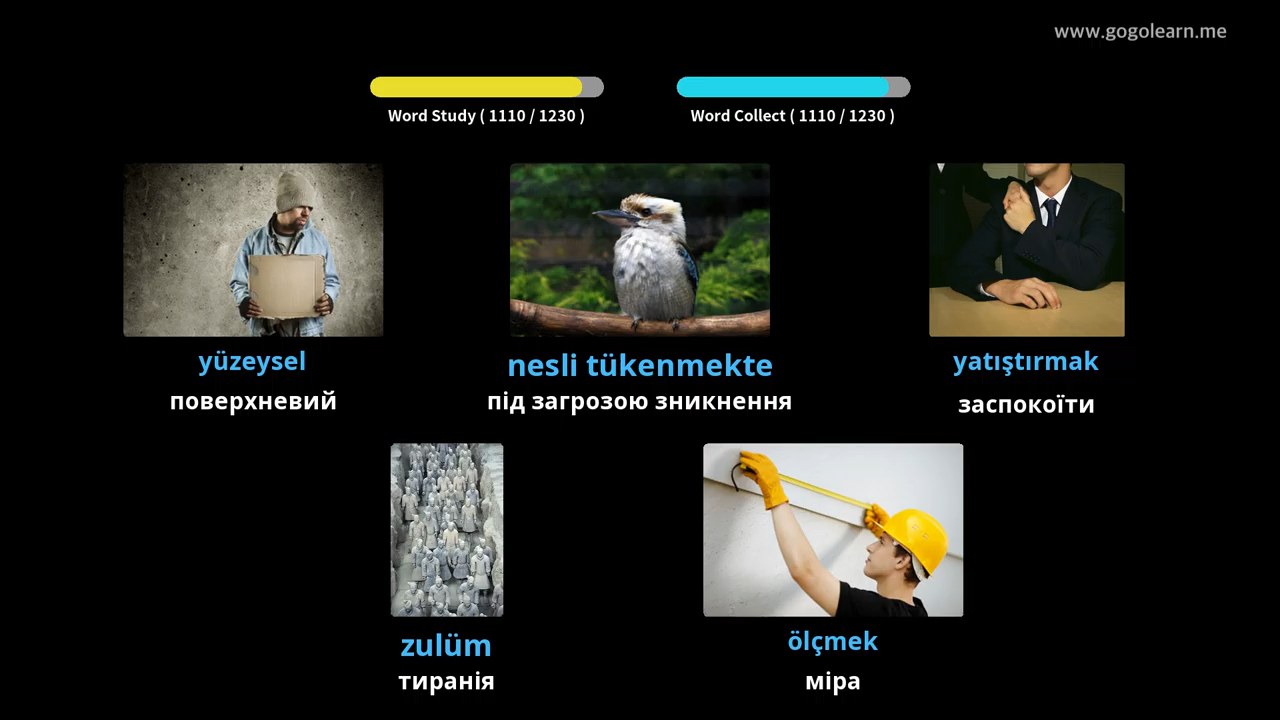 www.gogolearn.me
Word Study ( 1110 / 1230 )
Word Collect ( 1110 / 1230 )
yüzeysel
поверхневий
nesli tükenmekte
під загрозою зникнення
yatıştırmak
заспокоїти
zulüm
тиранія
ölçmek
міра